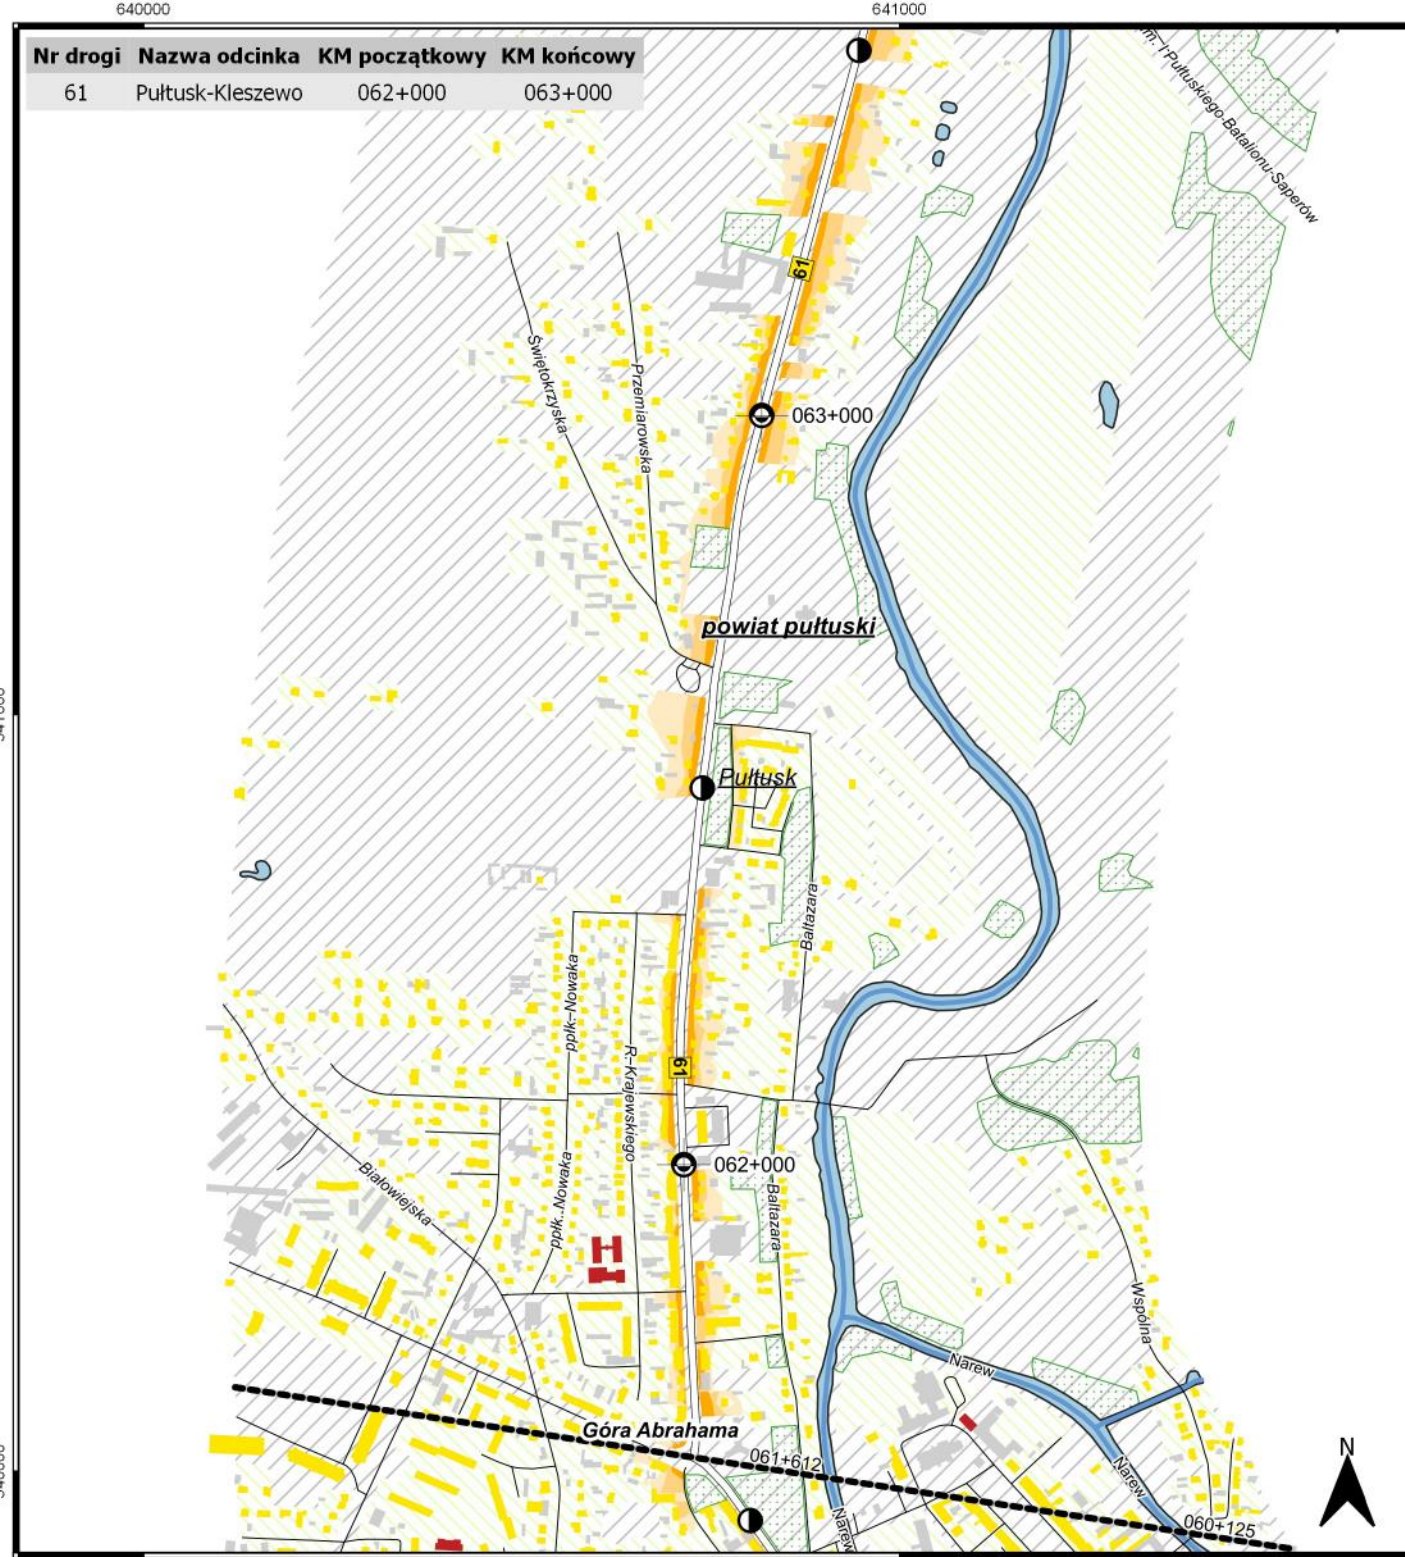 640000
641000
Nr drogi Nazwa odcinka KM początkowy KM końcowy
61 Pułtusk-Kleszewo 062+000 063+000
I-Pułtuskiego-Batalionu-Saperów
61
Świętokrzyska
Przemiarowska
063+000
powiat pułtuski
Pułtusk
Baltazara
ppłk.-Nowaka
R.-Krajewskiego
61
062+000
Białowiejska
ppłk.-Nowaka
Baltazara
Wspólna
Narew
Góra Abrahama
061+612
Narew
Narew
060+125
N